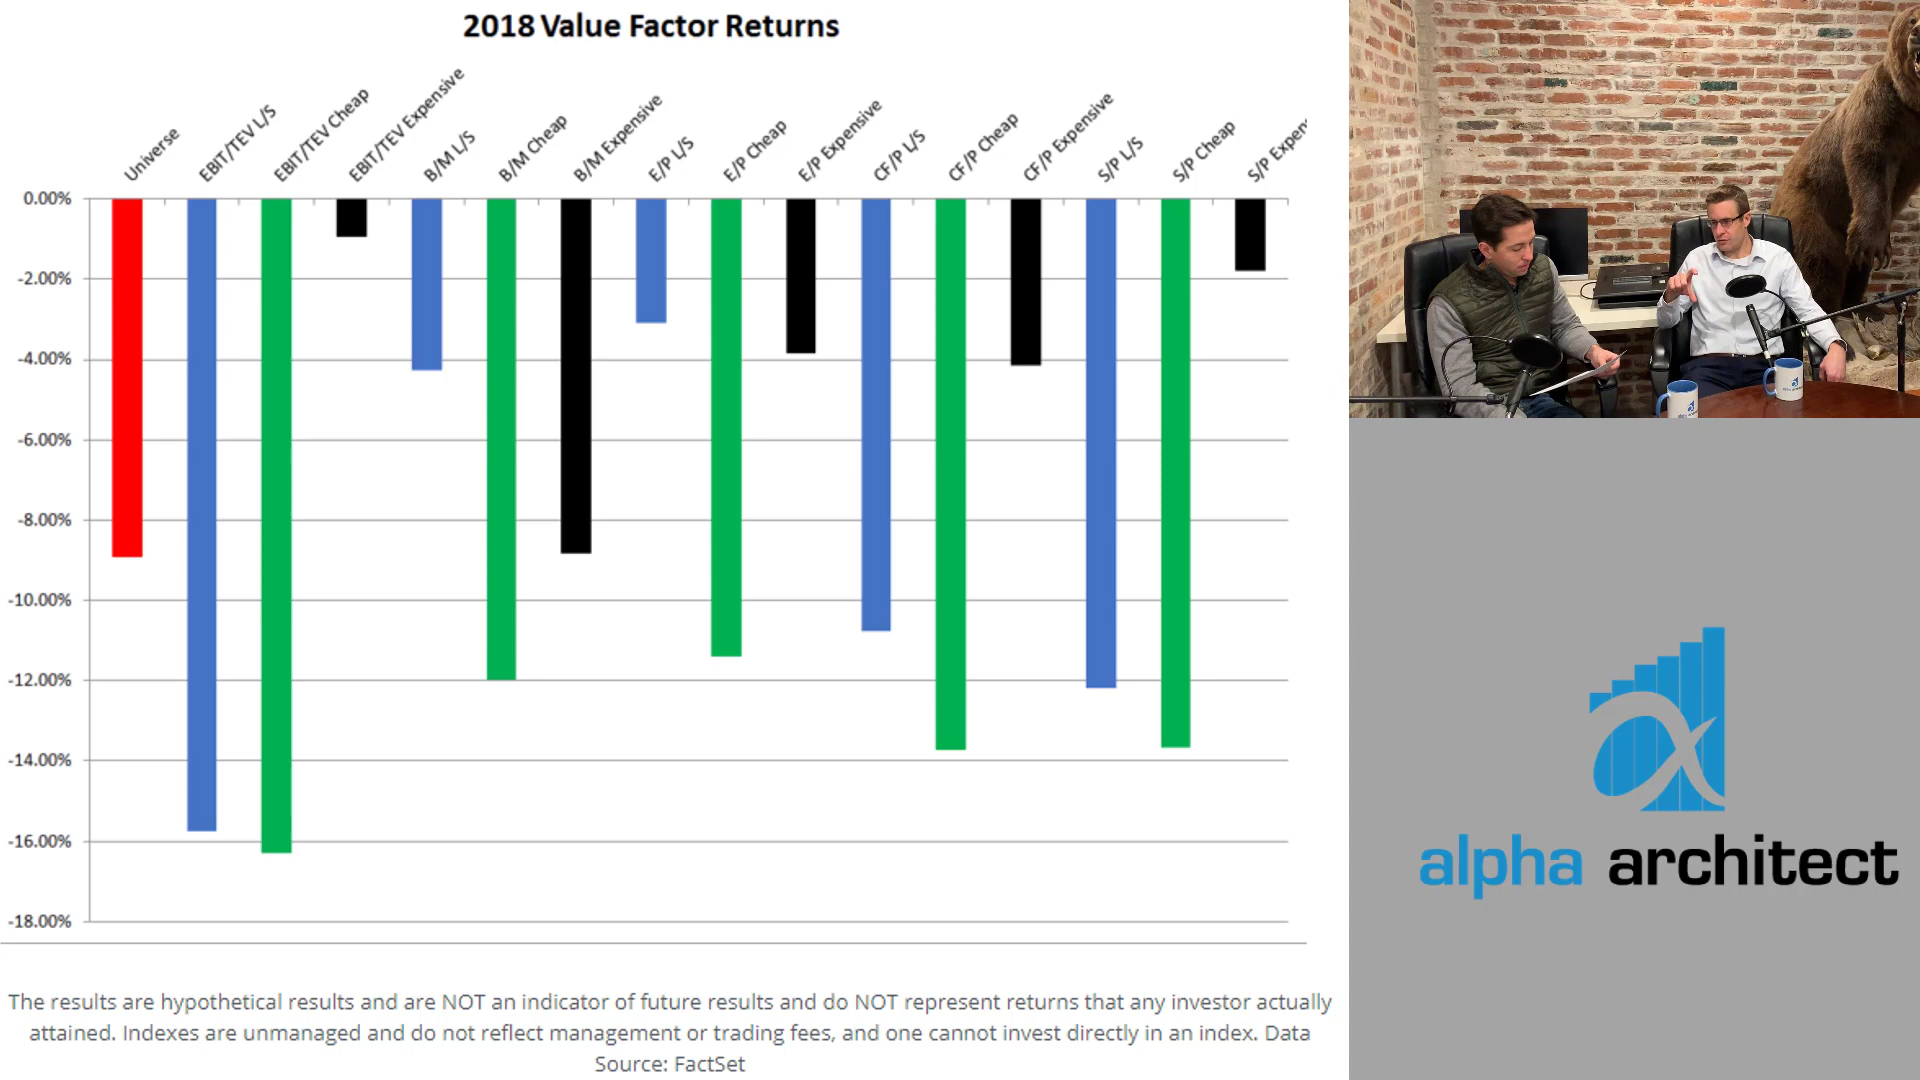 2018 Value Factor Returns
Universe
EBIT/TEV L/S
EBIT/TEV Cheap
EBIT/TEV Expensive
B/M L/S
B/M Cheap
B/M Expensive
E/P L/S
E/P Cheap
E/P Expensive
CF/P L/S
CF/P Cheap
CF/P Expensive
S/P L/S
S/P Cheap
S/P Expen
0.00%
-2.00%
-4.00%
-6.00%
-8.00%
-10.00%
-12.00%
-14.00%
-16.00%
-18.00%
The results are hypothetical results and are NOT an indicator of future results and do NOT represent returns that any investor actually
attained. Indexes are unmanaged and do not reflect management or trading fees, and one cannot invest directly in an index. Data
Source: FactSet
alpha architect